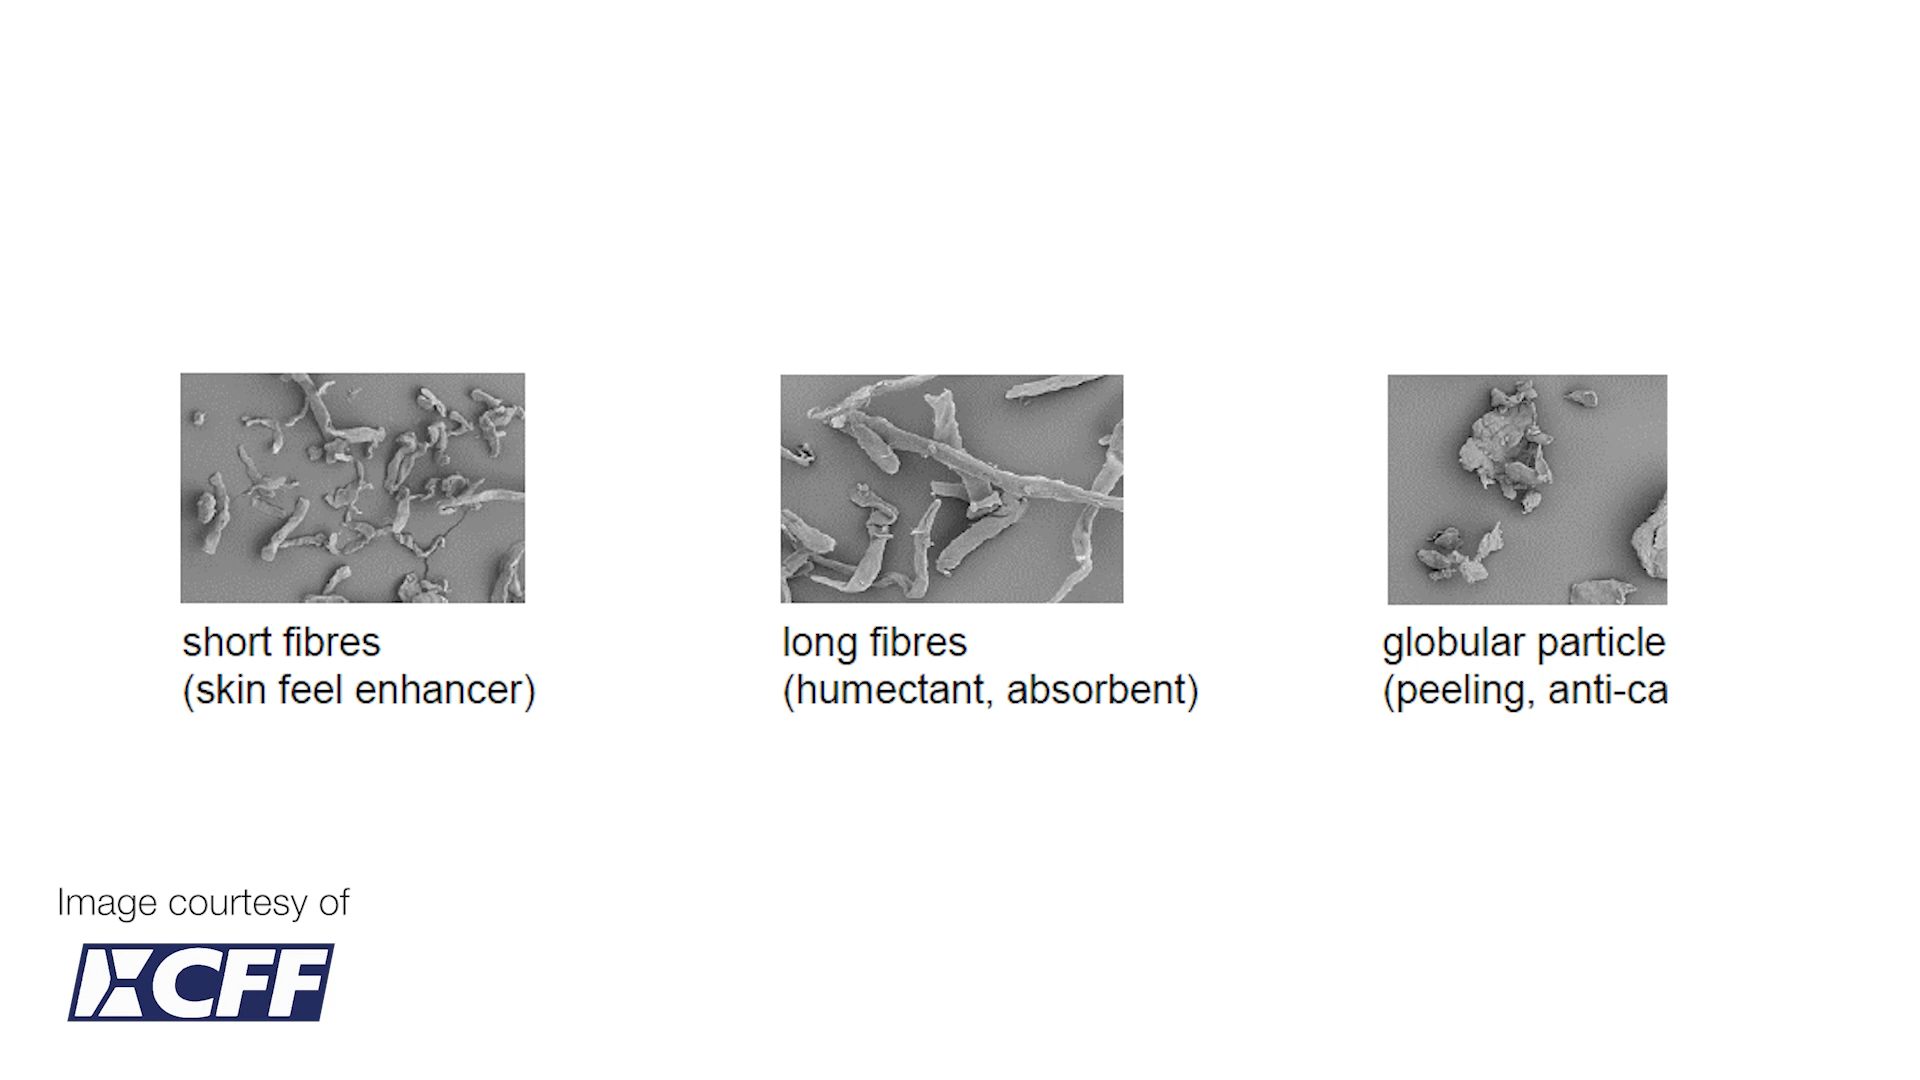 short fibres
(skin feel enhancer)
long fibres
(humectant, absorbent)
globular particle
(peeling, anti-ca
Image courtesy of
CFF